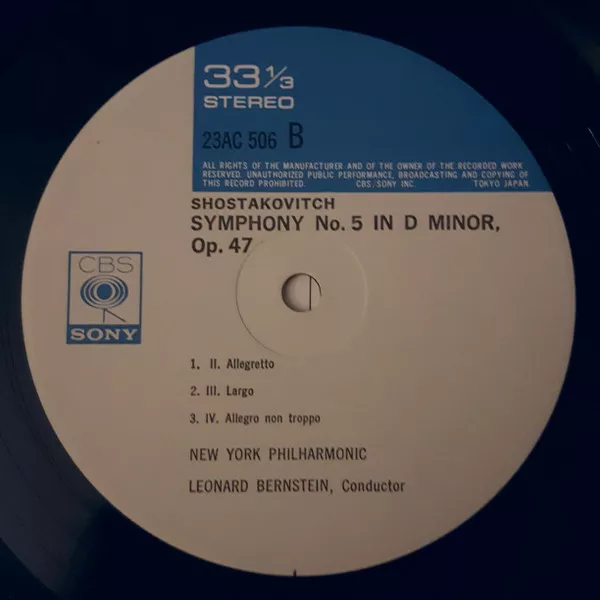 33 ⅓
STEREO
23AC 506 B
ALL RIGHTS OF THE MANUFACTURER AND OF THE OWNER OF THE RECORDED WORK
RESERVED. UNAUTHORIZED PUBLIC PERFORMANCE, BROADCASTING AND COPYING OF
THIS RECORD PROHIBITED. CBS/SONY INC. TOKYO JAPAN
SHOSTAKOVITCH
SYMPHONY No. 5 IN D MINOR,
Op. 47
CBS
SONY
1. II. Allegretto
2. III. Largo
3. IV. Allegro non troppo
NEW YORK PHILHARMONIC
LEONARD BERNSTEIN, Conductor